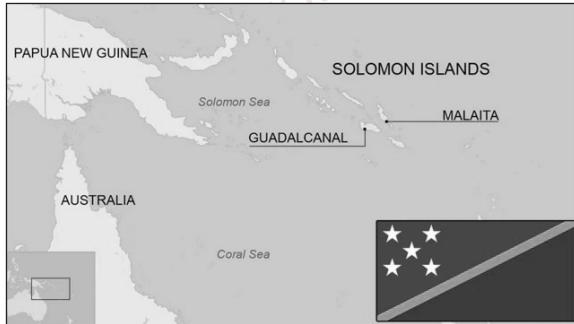 PAPUA NEW GUINEA
SOLOMON ISLANDS
Solomon Sea
MALAITA
GUADALCANAL
AUSTRALIA
Coral Sea